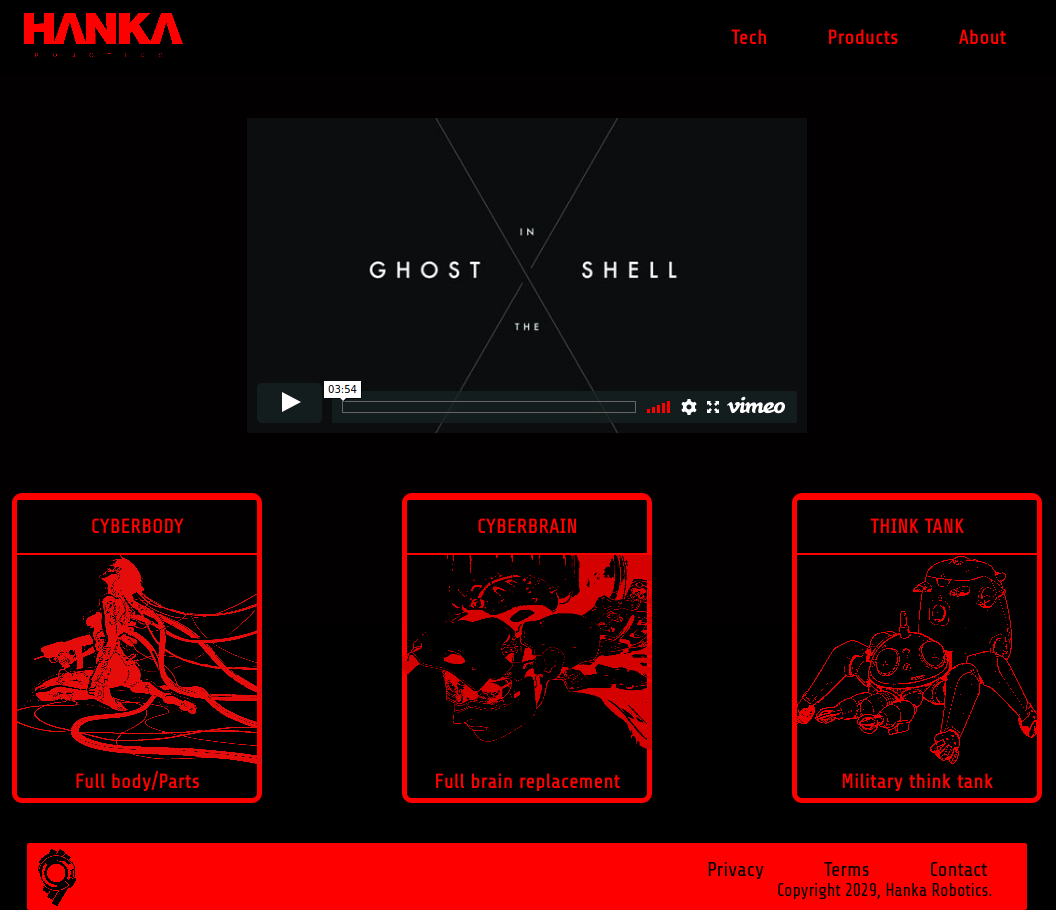 HANKA
ROBOTICS
Tech Products About
IN
GHOST SHELL
THE
03:54
vimeo
CYBERBODY CYBERBRAIN THINK TANK
Full body/Parts Full brain replacement Military think tank
Privacy Terms Contact
Copyright 2029, Hanka Robotics.